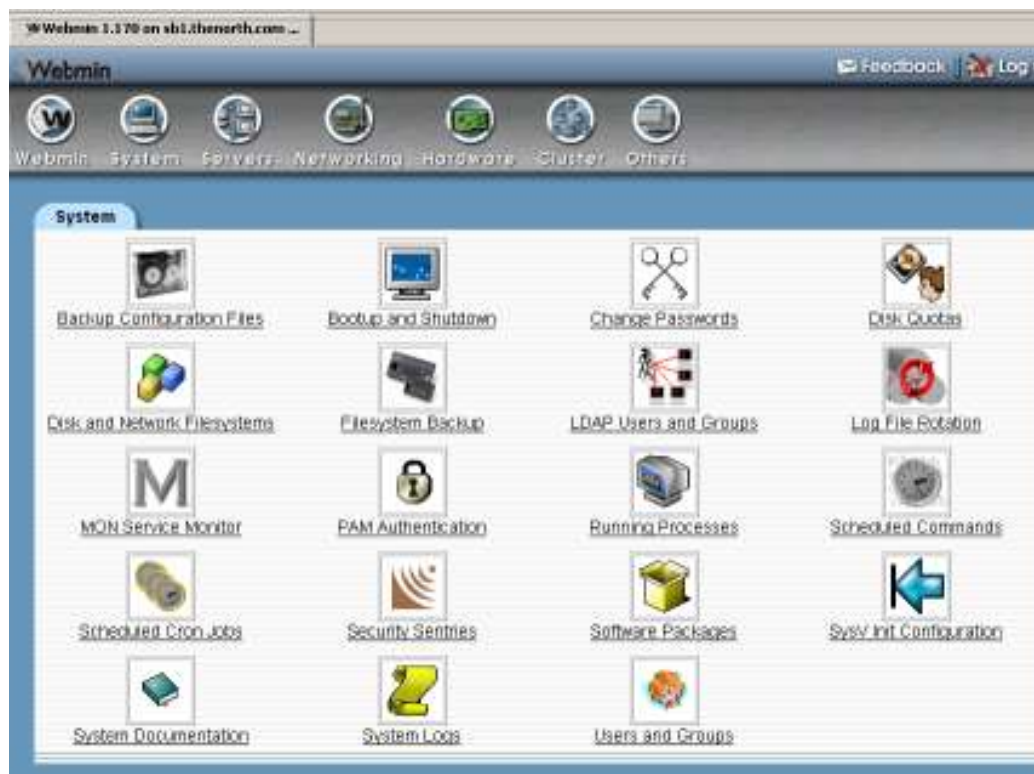 Webmin 1.170 on sb1.thenorth.com ...
Webmin
Feedback Log
Webmin System Servers Networking Hardware Cluster Others
System
Backup Configuration Files Bootup and Shutdown Change Passwords Disk Quotas
Disk and Network Filesystems Filesystem Backup LDAP Users and Groups Log File Rotation
MON Service Monitor PAM Authentication Running Processes Scheduled Commands
Scheduled Cron Jobs Security Sentries Software Packages SysV Init Configuration
System Documentation System Logs Users and Groups